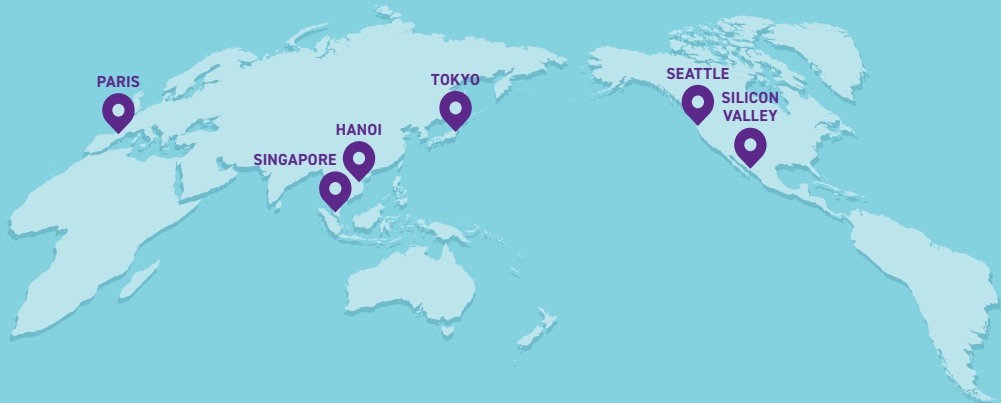 PARIS
TOKYO
HANOI
SINGAPORE
SEATTLE
SILICON
VALLEY